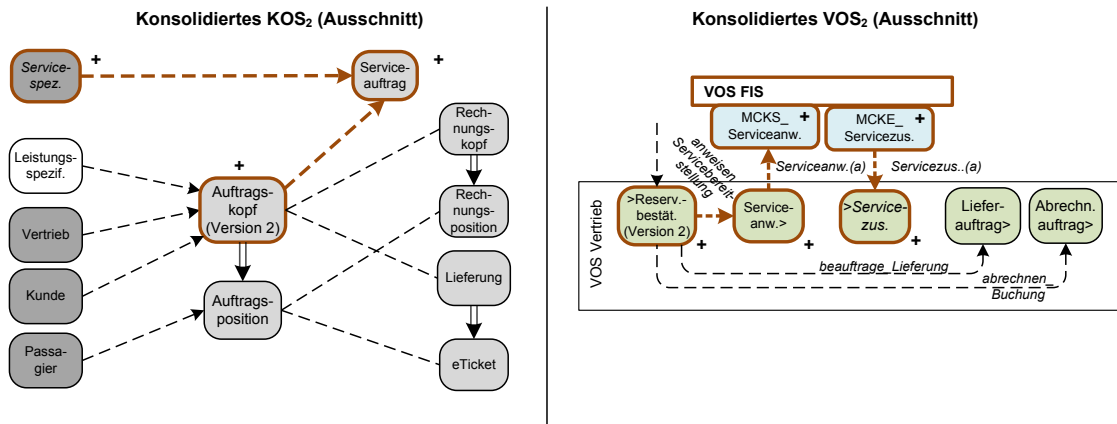 Konsolidiertes KOS2 (Ausschnitt)
+
+
Service-
spez.
Service-
auftrag
Rech-
nungs-
kopf
Leistungs-
spezif.
+
Auftrags-
kopf
(Version 2)
Rech-
nungs-
position
Vertrieb
Kunde
Lieferung
Auftrags-
position
Passa-
gier
eTicket
Konsolidiertes VOS2 (Ausschnitt)
VOS FIS
MCKS_
Serviceanw.
+
MCKE_
Servicezus.
+
anweisen
Servicebereit
stellung
Serviceanw.(a)
Servicezus..(a)
VOS Vertrieb
>Reserv.-
bestät.
(Version 2)
+
Service-
anw.>
+
>Service-
zus.
+
Liefer-
auftrag>
Abrechn.
auftrag>
beauftrage_Lieferung
abrechnen_
Buchung